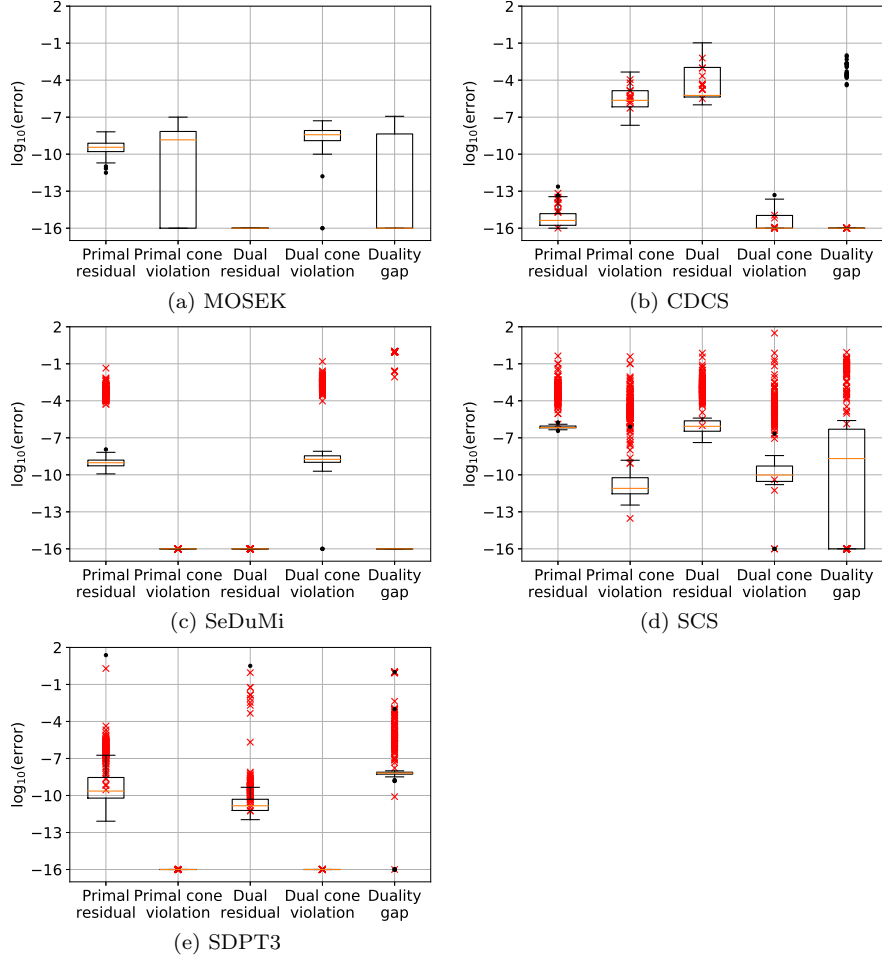 2
−1
−4
−7
−10
−13
−16
log₁₀(error)
Primal residual
Primal cone violation
Dual residual
Dual cone violation
Duality gap
(a) MOSEK
2
−1
−4
−7
−10
−13
−16
log₁₀(error)
Primal residual
Primal cone violation
Dual residual
Dual cone violation
Duality gap
(b) CDCS
2
−1
−4
−7
−10
−13
−16
log₁₀(error)
Primal residual
Primal cone violation
Dual residual
Dual cone violation
Duality gap
(c) SeDuMi
2
−1
−4
−7
−10
−13
−16
log₁₀(error)
Primal residual
Primal cone violation
Dual residual
Dual cone violation
Duality gap
(d) SCS
2
−1
−4
−7
−10
−13
−16
log₁₀(error)
Primal residual
Primal cone violation
Dual residual
Dual cone violation
Duality gap
(e) SDPT3